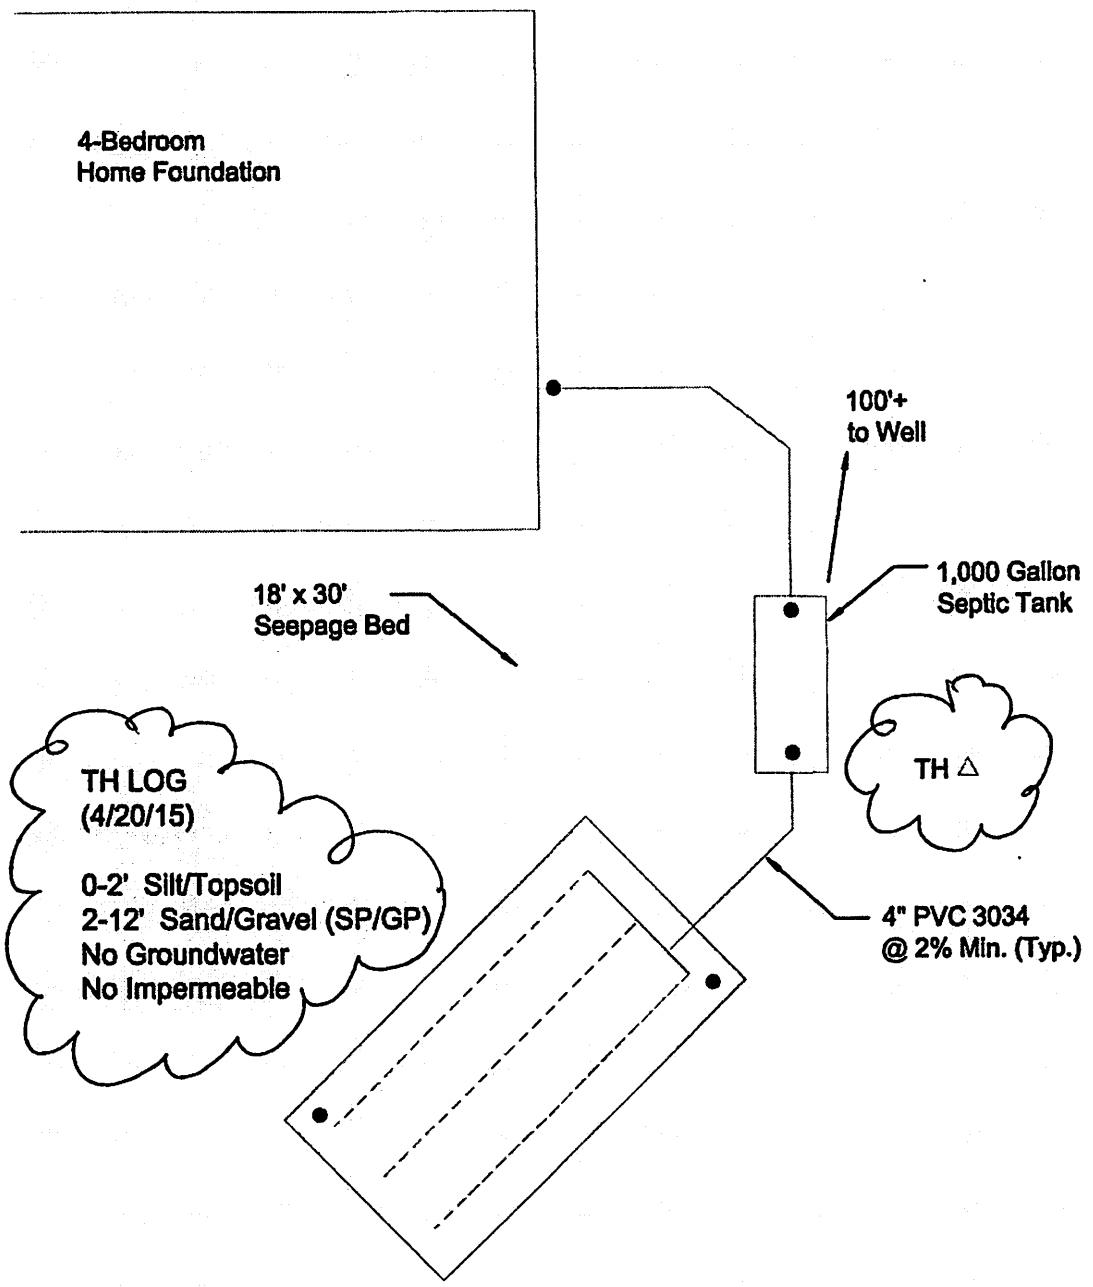 4-Bedroom
Home Foundation
100'+
to Well
1,000 Gallon
Septic Tank
18' x 30'
Seepage Bed
TH LOG
(4/20/15)
0-2' Silt/Topsoil
2-12' Sand/Gravel (SP/GP)
No Groundwater
No Impermeable
TH △
4" PVC 3034
@ 2% Min. (Typ.)